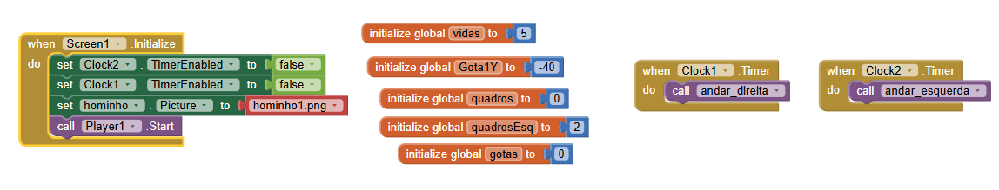 when Screen1 .Initialize
do set Clock2 . TimerEnabled to false
set Clock1 . TimerEnabled to false
set hominho . Picture to hominho1.png
call Player1 .Start
initialize global vidas to 5
initialize global Gota1Y to -40
initialize global quadros to 0
initialize global quadrosEsq to 2
initialize global gotas to 0
when Clock1 .Timer
do call andar_direita
when Clock2 .Timer
do call andar_esquerda